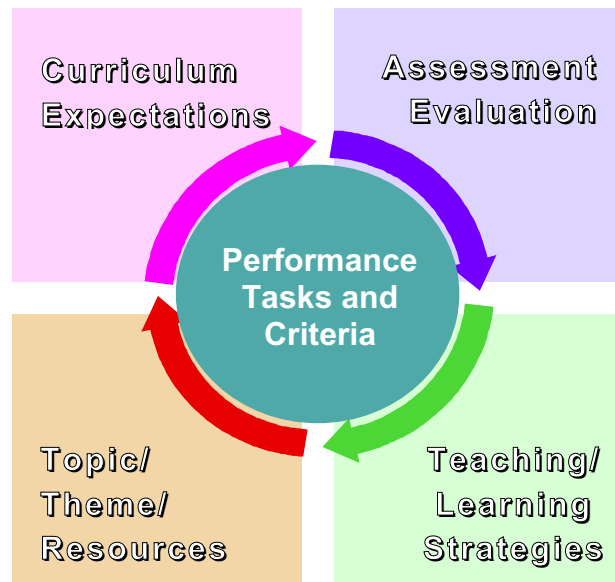 Curriculum
Expectations
Assessment
Evaluation
Performance
Tasks and
Criteria
Topic/
Theme/
Resources
Teaching/
Learning
Strategies